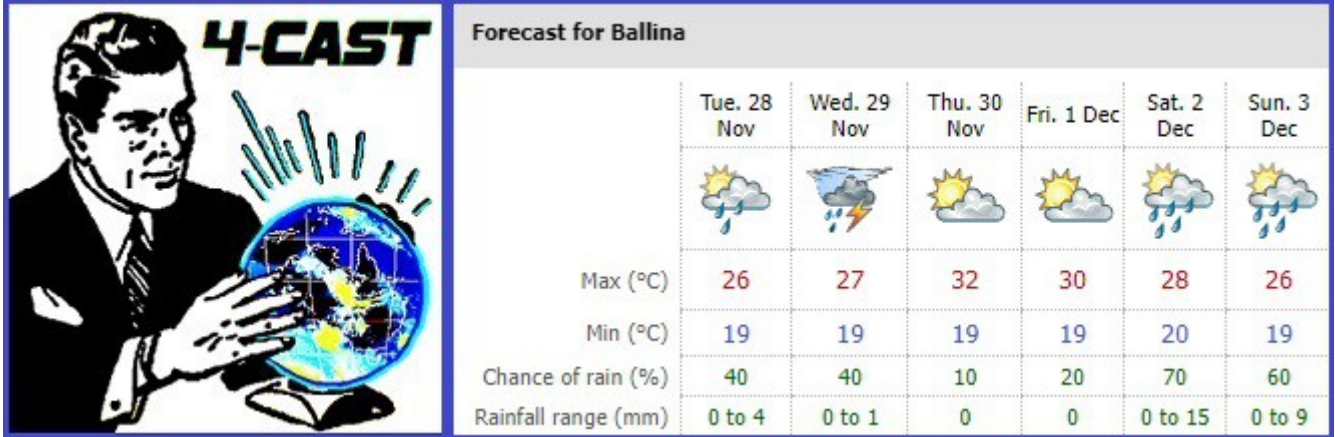 4-CAST
Forecast for Ballina
Tue. 28 Wed. 29 Thu. 30 Fri. 1 Dec Sat. 2 Sun. 3
Nov Nov Nov Dec Dec
Max (°C) 26 27 32 30 28 26
Min (°C) 19 19 19 19 20 19
Chance of rain (%) 40 40 10 20 70 60
Rainfall range (mm) 0 to 4 0 to 1 0 0 0 to 15 0 to 9